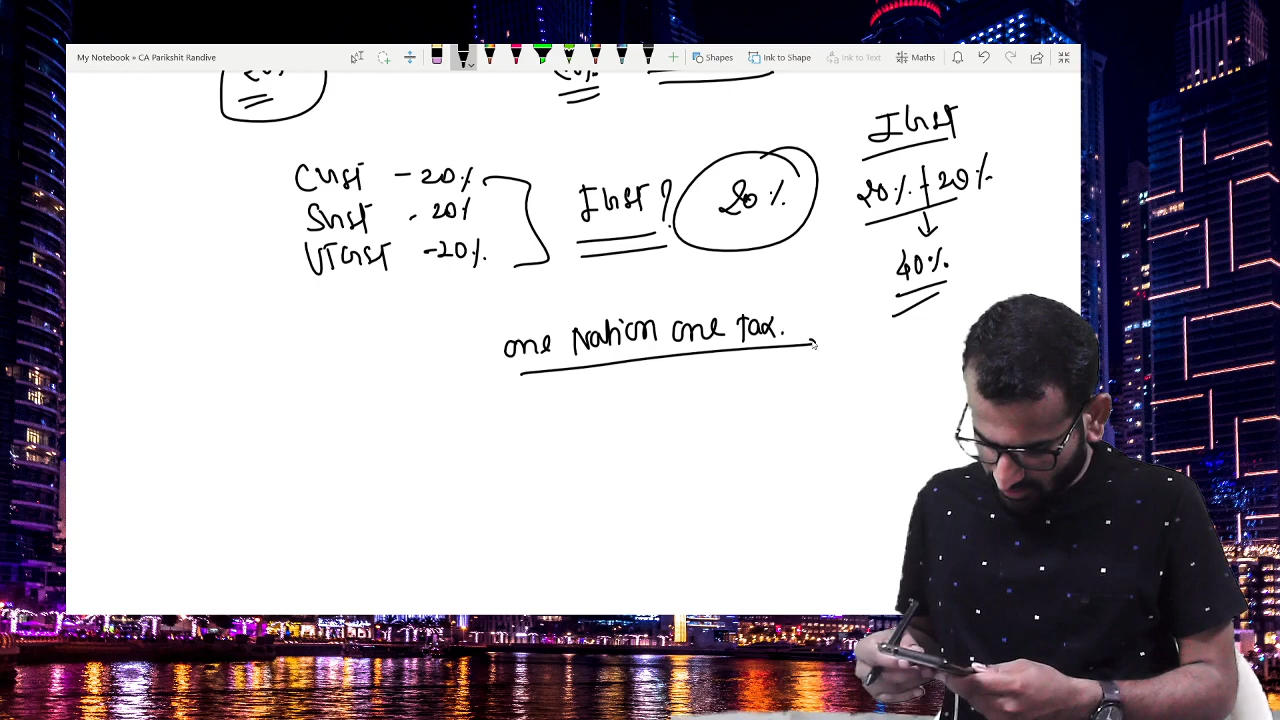 My Notebook » CA Parikshit Randive
Shapes
Ink to Shape
Ink to Text
Maths
CGST - 20%
SGST - 20%
UTGST - 20%
IGST?
20%
IGST
20% + 20%
40%
one Nation one Tax.